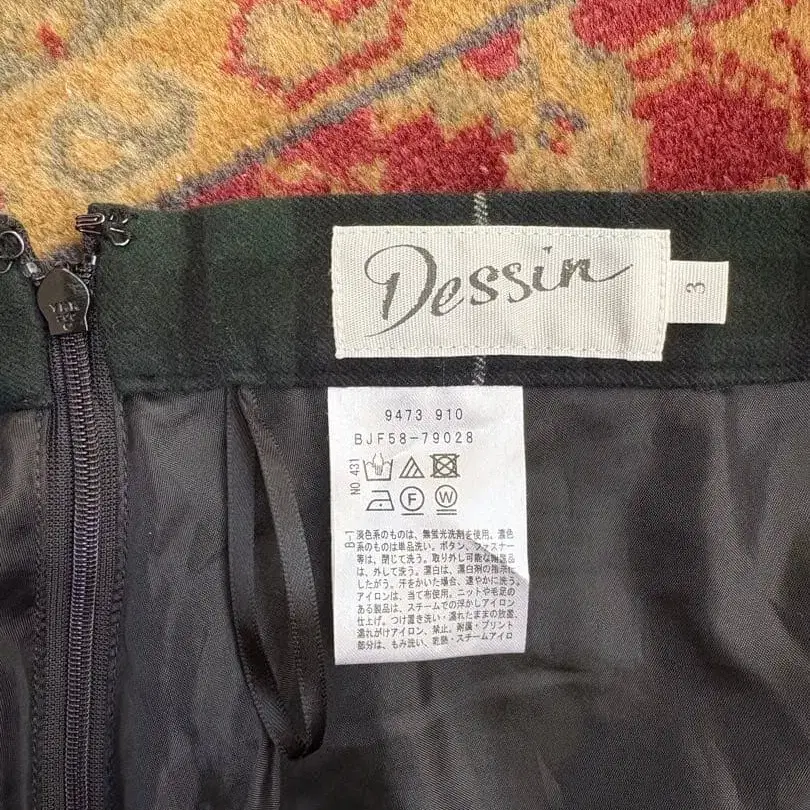 YKK
Dessin
3
9473 910
BJF58-79028
NO.431
F
W
B-1
淡色系のものは、無蛍光洗剤を使用。濃色
系のものは単品洗い。ボタン、ファスナー
等は、閉じて洗う。取り外し可能な付属品
は、外して洗う。漂白は、漂白剤の指示に
したがう。汗をかいた場合、速やかに洗う。
アイロンは、当て布使用。ニットや毛足の
ある製品は、スチームでの浮かしアイロン
仕上げ。つけ置き洗い・濡れたままの放置、
濡れがけアイロン、禁止。附属・プリント
部分は、もみ洗い、乾熱・スチームアイロ